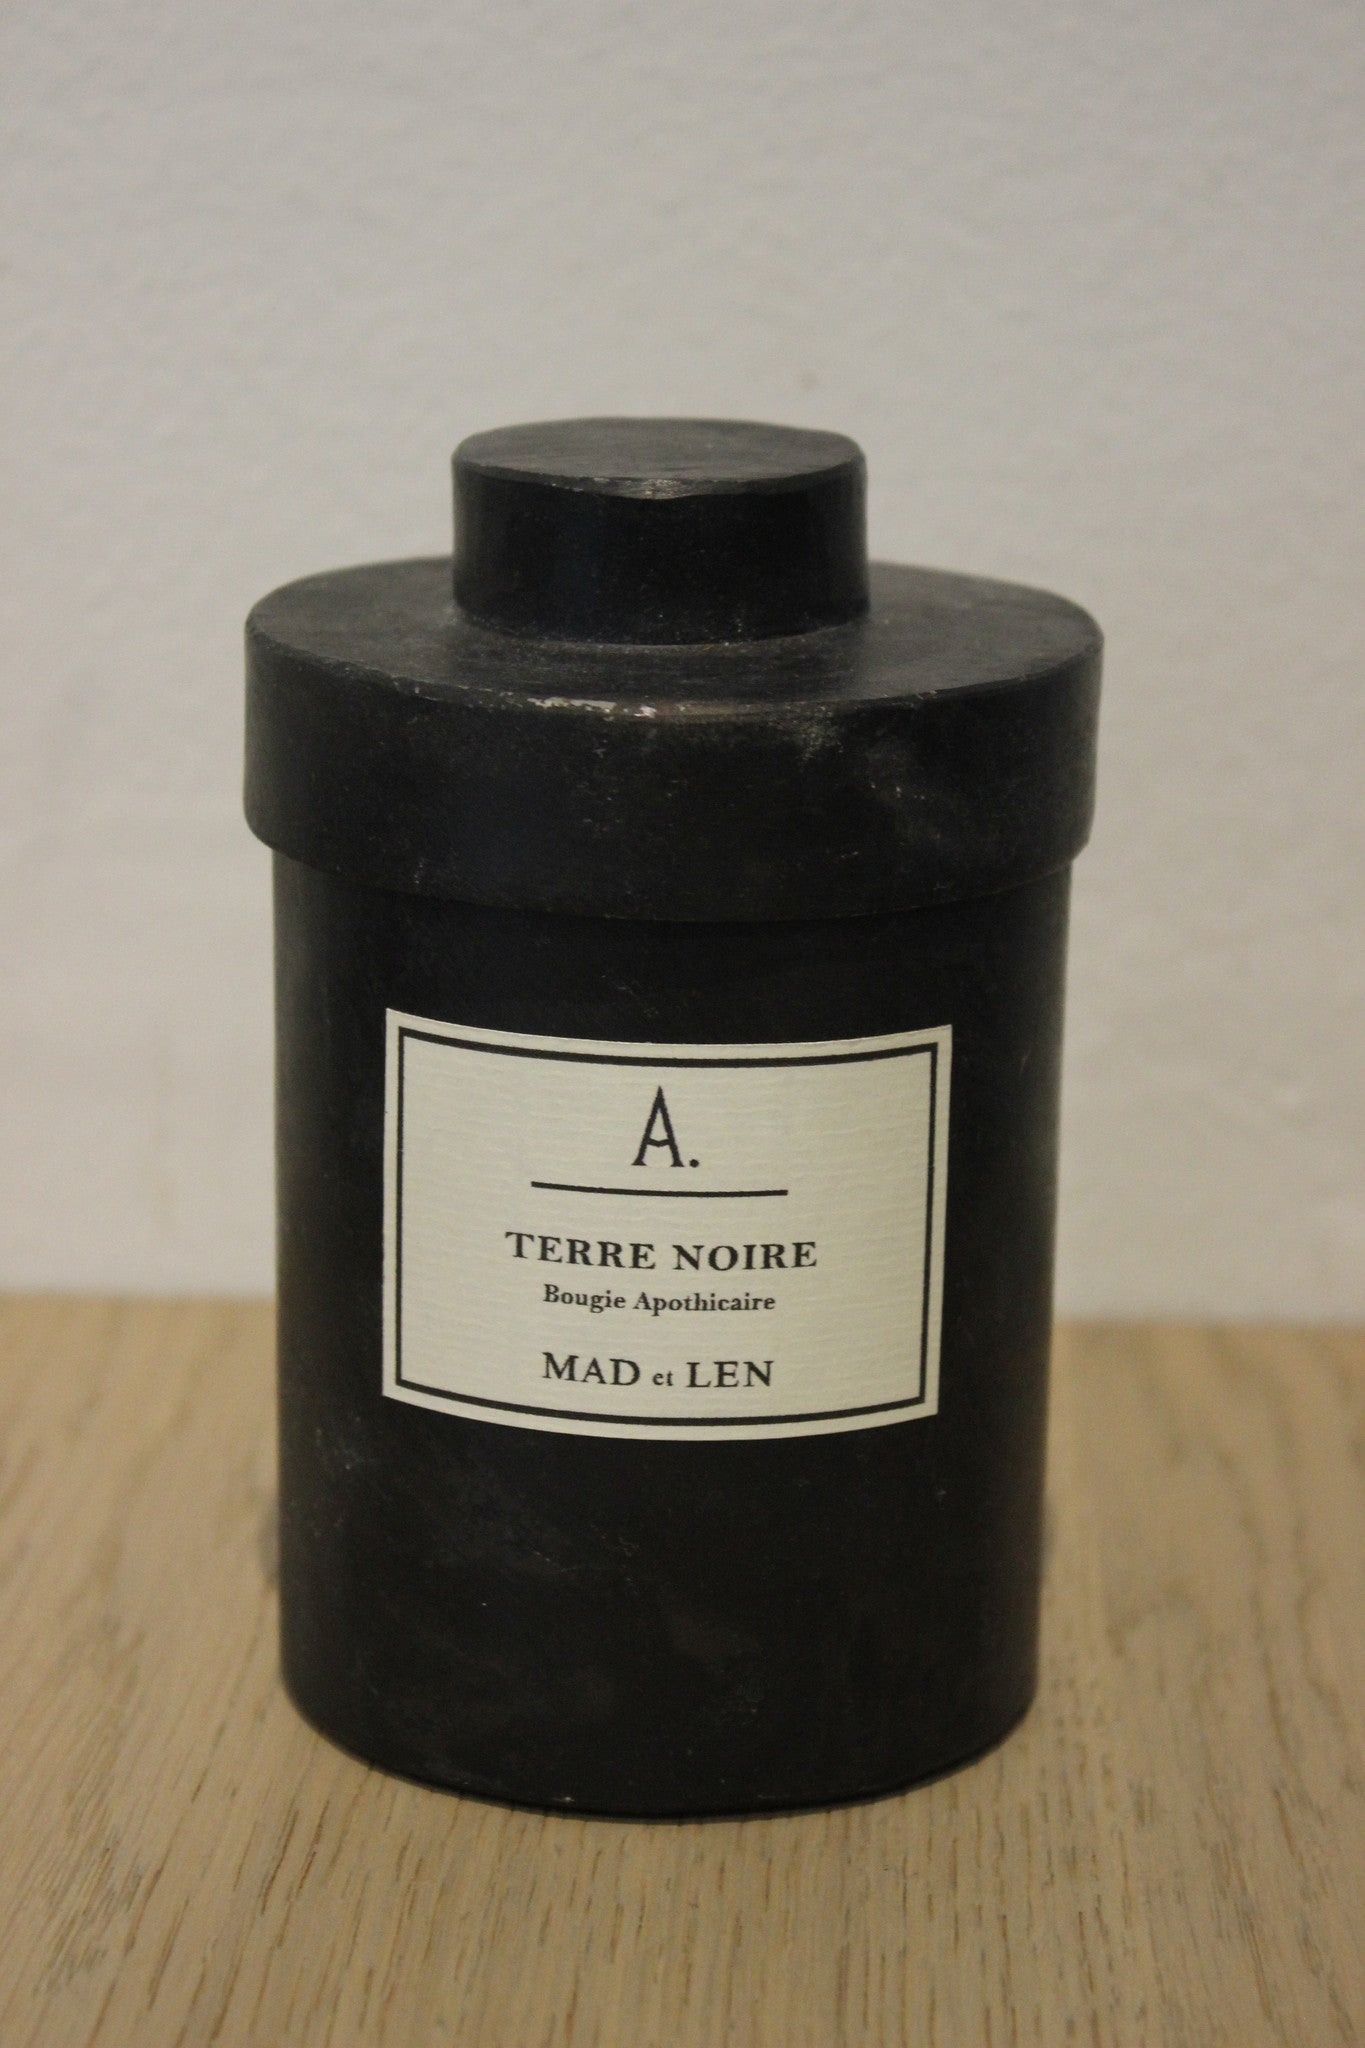 A.
TERRE NOIRE
Bougie Apothicaire
MAD et LEN